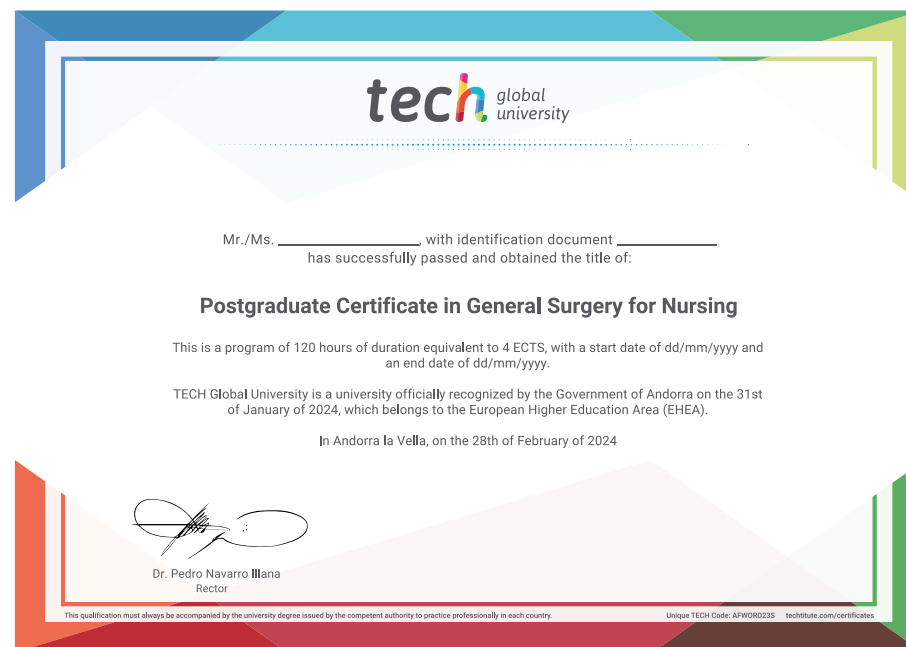 tech global university
Mr./Ms. ____________________, with identification document ______________
has successfully passed and obtained the title of:
Postgraduate Certificate in General Surgery for Nursing
This is a program of 120 hours of duration equivalent to 4 ECTS, with a start date of dd/mm/yyyy and
an end date of dd/mm/yyyy.
TECH Global University is a university officially recognized by the Government of Andorra on the 31st
of January of 2024, which belongs to the European Higher Education Area (EHEA).
In Andorra la Vella, on the 28th of February of 2024
Dr. Pedro Navarro Illana
Rector
This qualification must always be accompanied by the university degree issued by the competent authority to practice professionally in each country.
Unique TECH Code: AFWORD23S techtitute.com/certificates